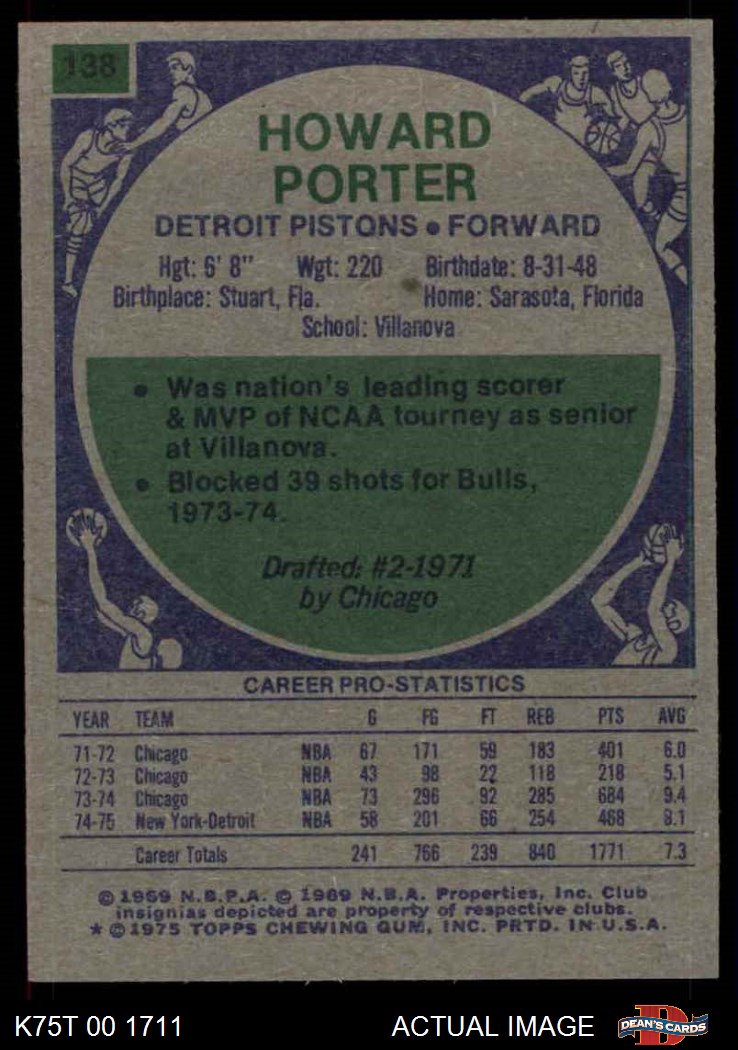 138
HOWARD
PORTER
DETROIT PISTONS • FORWARD
Hgt: 6' 8" Wgt: 220 Birthdate: 8-31-48
Birthplace: Stuart, Fla. Home: Sarasota, Florida
School: Villanova
• Was nation's leading scorer
& MVP of NCAA tourney as senior
at Villanova.
• Blocked 39 shots for Bulls,
1973-74.
Drafted: #2-1971
by Chicago
CAREER PRO-STATISTICS
YEAR TEAM G FG FT REB PTS AVG
71-72 Chicago NBA 67 171 59 183 401 6.0
72-73 Chicago NBA 43 98 22 118 218 5.1
73-74 Chicago NBA 73 296 92 285 684 9.4
74-75 New York-Detroit NBA 58 201 66 254 468 8.1
Career Totals 241 766 239 840 1771 7.3
© 1969 N.B.P.A. © 1969 N.B.A. Properties, Inc. Club
insignias depicted are property of respective clubs.
* © 1975 TOPPS CHEWING GUM, INC. PRTD. IN U.S.A.
K75T 00 1711 ACTUAL IMAGE D DEAN'S CARDS